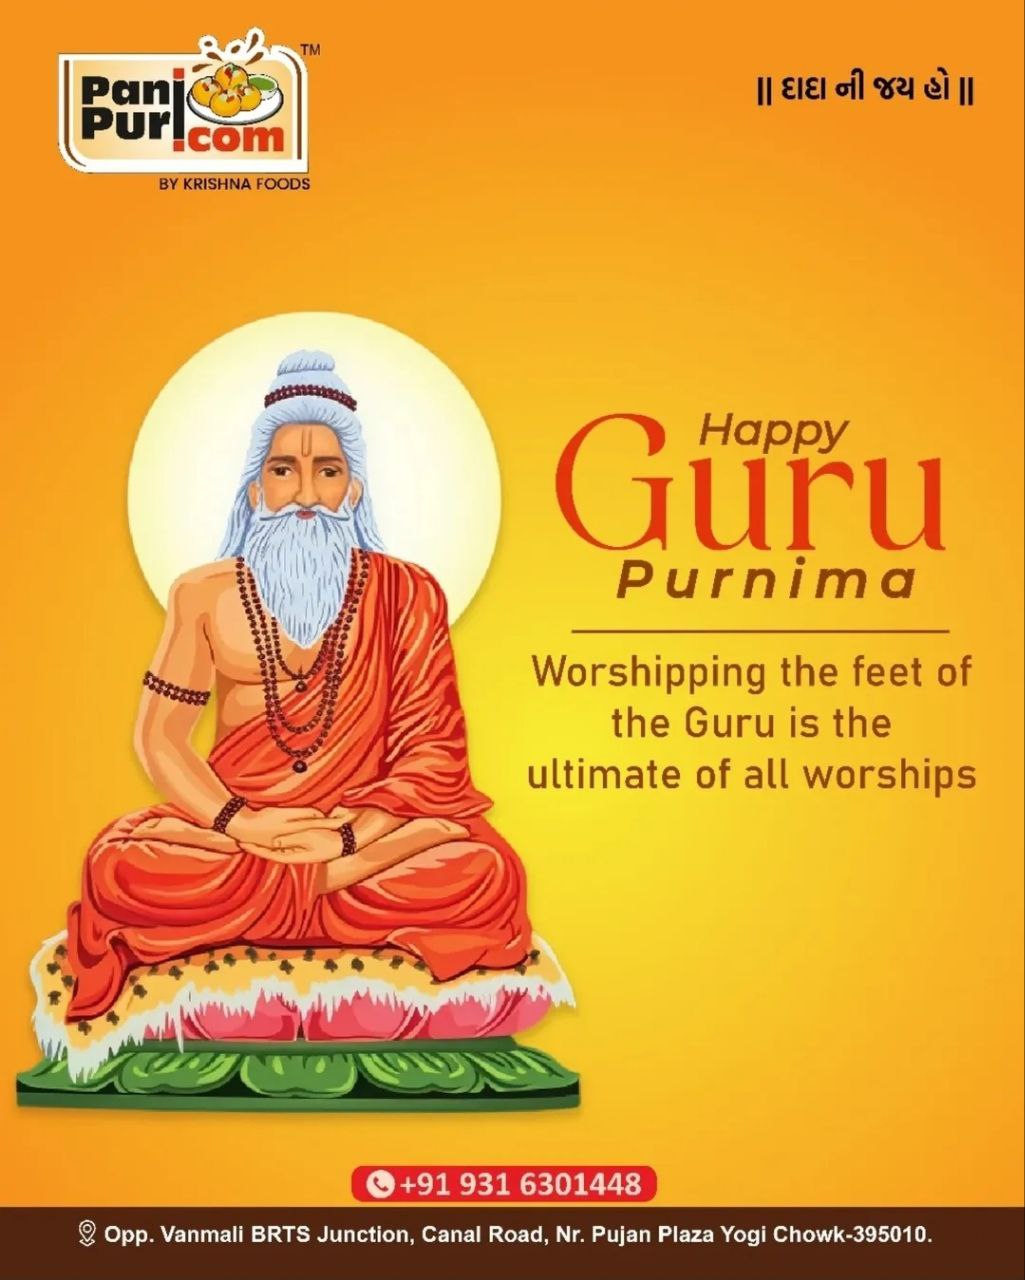 Pani
Puri.com
TM
BY KRISHNA FOODS
|| દાદા ની જય હો ||
Happy
Guru
Purnima
Worshipping the feet of
the Guru is the
ultimate of all worships
+91 931 6301448
Opp. Vanmali BRTS Junction, Canal Road, Nr. Pujan Plaza Yogi Chowk-395010.